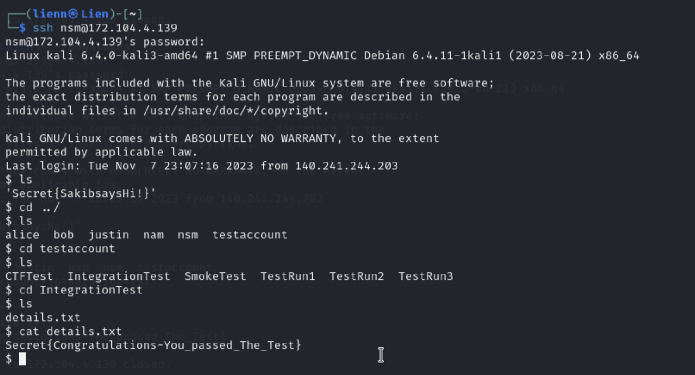 ┌──(lienn㉿Lien)-[~]
└─$ ssh nsm@172.104.4.139
nsm@172.104.4.139's password:
Linux kali 6.4.0-kali3-amd64 #1 SMP PREEMPT_DYNAMIC Debian 6.4.11-1kali1 (2023-08-21) x86_64
The programs included with the Kali GNU/Linux system are free software;
the exact distribution terms for each program are described in the
individual files in /usr/share/doc/*/copyright.
Kali GNU/Linux comes with ABSOLUTELY NO WARRANTY, to the extent
permitted by applicable law.
Last login: Tue Nov  7 23:07:16 2023 from 140.241.244.203
$ ls
'Secret{SakibsaysHi!}'
$ cd ../
$ ls
alice  bob  justin  nam  nsm  testaccount
$ cd testaccount
$ ls
CTFTest  IntegrationTest  SmokeTest  TestRun1  TestRun2  TestRun3
$ cd IntegrationTest
$ ls
details.txt
$ cat details.txt
Secret{Congratulations-You_passed_The_Test}
$